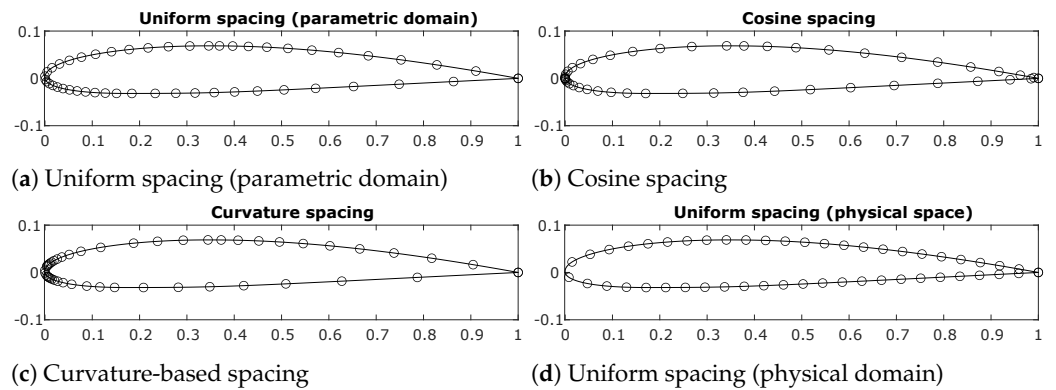 Uniform spacing (parametric domain)
0.1
0
-0.1
0 0.1 0.2 0.3 0.4 0.5 0.6 0.7 0.8 0.9 1
(a) Uniform spacing (parametric domain)
Cosine spacing
0.1
0
-0.1
0 0.1 0.2 0.3 0.4 0.5 0.6 0.7 0.8 0.9 1
(b) Cosine spacing
Curvature spacing
0.1
0
-0.1
0 0.1 0.2 0.3 0.4 0.5 0.6 0.7 0.8 0.9 1
(c) Curvature-based spacing
Uniform spacing (physical space)
0.1
0
-0.1
0 0.1 0.2 0.3 0.4 0.5 0.6 0.7 0.8 0.9 1
(d) Uniform spacing (physical domain)